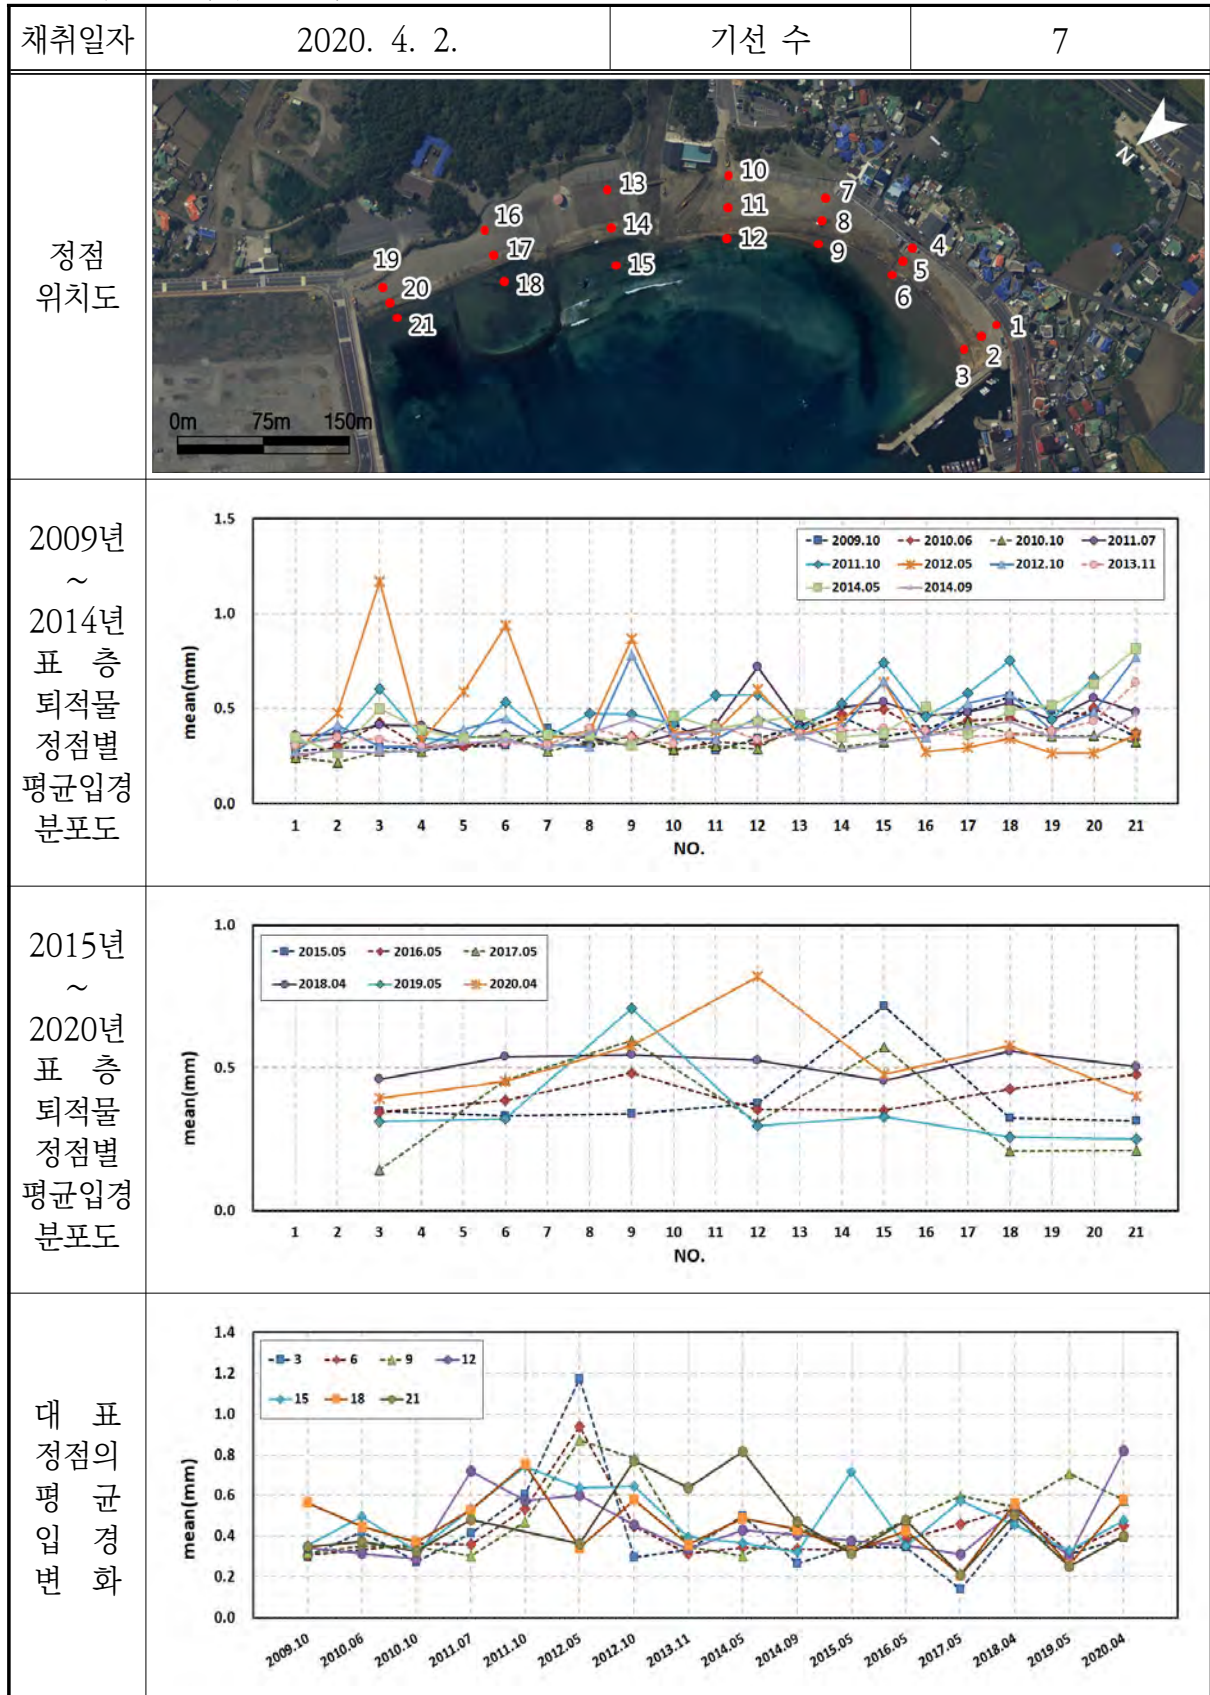 채취일자 2020. 4. 2. 기선 수 7
정점
위치도
N
1
2
3
4
5
6
7
8
9
10
11
12
13
14
15
16
17
18
19
20
21
0m 75m 150m
2009년
~
2014년
표 층
퇴적물
정점별
평균입경
분포도
mean(mm)
1.5
1.0
0.5
0.0
2009.10 2010.06 2010.10 2011.07
2011.10 2012.05 2012.10 2013.11
2014.05 2014.09
1 2 3 4 5 6 7 8 9 10 11 12 13 14 15 16 17 18 19 20 21
NO.
2015년
~
2020년
표 층
퇴적물
정점별
평균입경
분포도
mean(mm)
1.0
0.5
0.0
2015.05 2016.05 2017.05
2018.04 2019.05 2020.04
1 2 3 4 5 6 7 8 9 10 11 12 13 14 15 16 17 18 19 20 21
NO.
대 표
정점의
평 균
입 경
변 화
mean(mm)
1.4
1.2
1.0
0.8
0.6
0.4
0.2
0.0
3 6 9 12
15 18 21
2009.10 2010.06 2010.10 2011.07 2011.10 2012.05 2012.10 2013.11 2014.05 2014.09 2015.05 2016.05 2017.05 2018.04 2019.05 2020.04